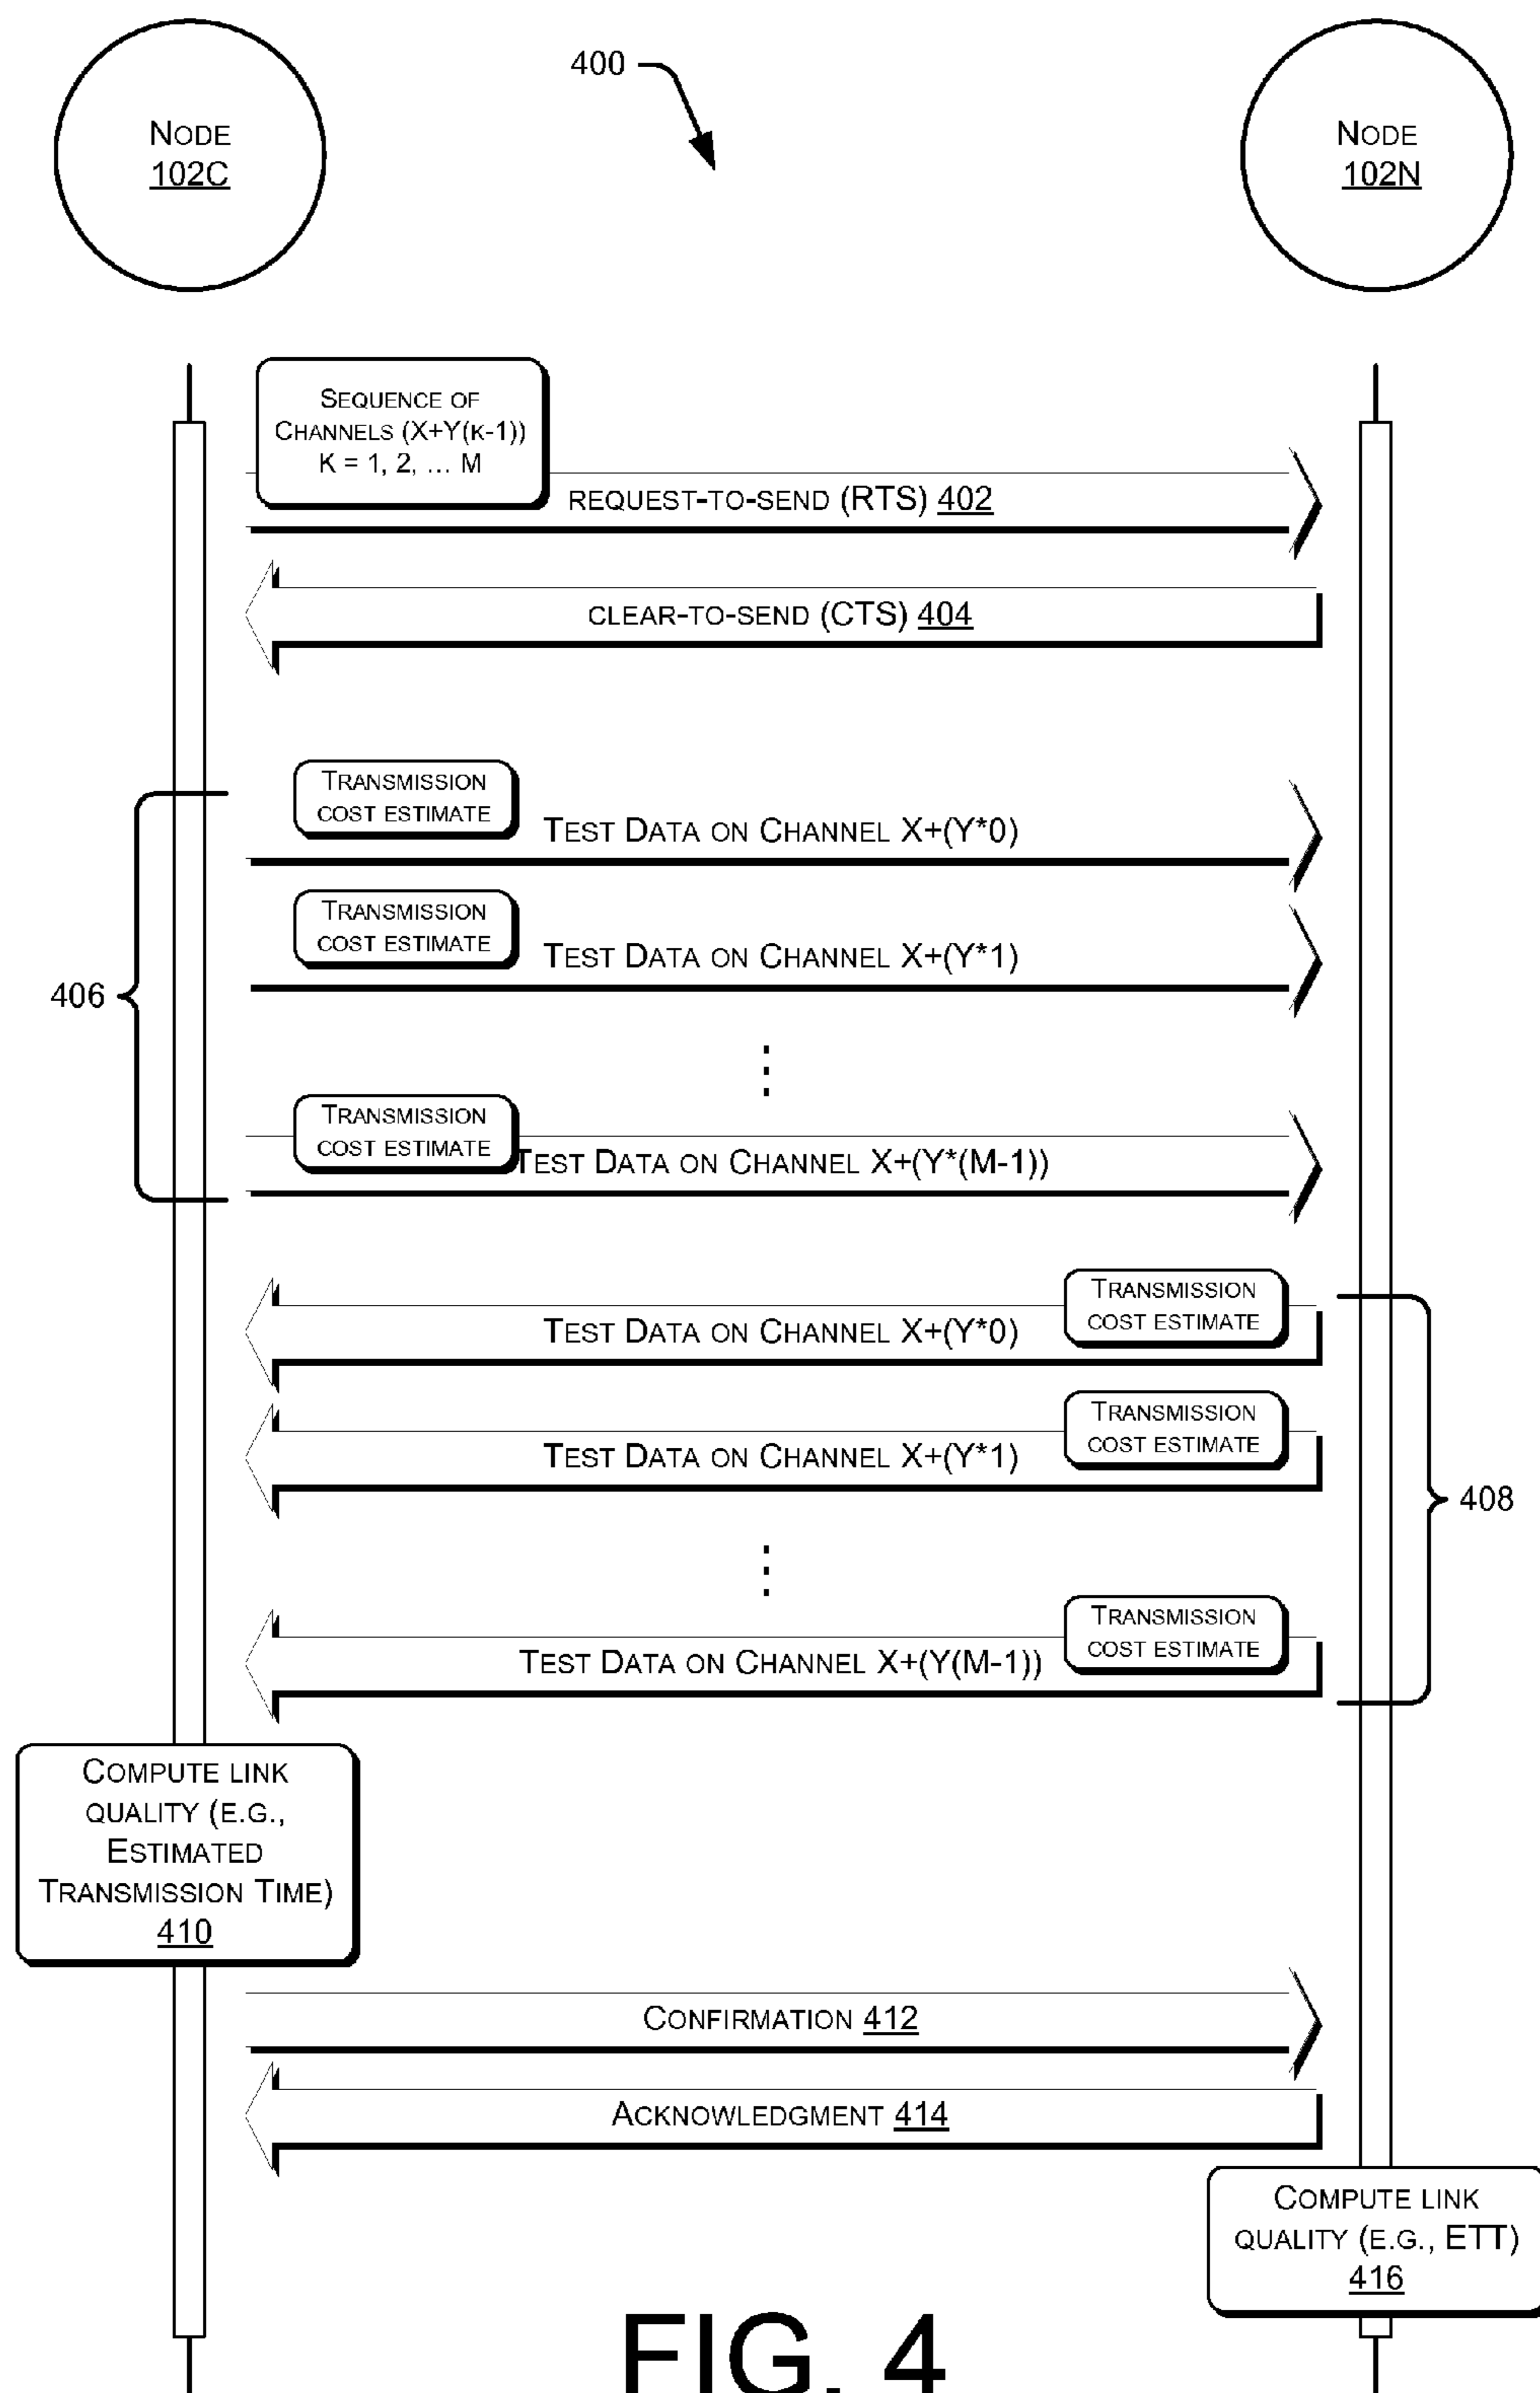 400
NODE
102C
NODE
102N
SEQUENCE OF
CHANNELS (X+Y(K-1))
K = 1, 2, ... M
REQUEST-TO-SEND (RTS) 402
CLEAR-TO-SEND (CTS) 404
TRANSMISSION
COST ESTIMATE
TEST DATA ON CHANNEL X+(Y*0)
TRANSMISSION
COST ESTIMATE
TEST DATA ON CHANNEL X+(Y*1)
406
TRANSMISSION
COST ESTIMATE
TEST DATA ON CHANNEL X+(Y*(M-1))
TRANSMISSION
COST ESTIMATE
TEST DATA ON CHANNEL X+(Y*0)
TRANSMISSION
COST ESTIMATE
TEST DATA ON CHANNEL X+(Y*1)
408
TRANSMISSION
COST ESTIMATE
TEST DATA ON CHANNEL X+(Y(M-1))
COMPUTE LINK
QUALITY (E.G.,
ESTIMATED
TRANSMISSION TIME)
410
CONFIRMATION 412
ACKNOWLEDGMENT 414
COMPUTE LINK
QUALITY (E.G., ETT)
416
FIG. 4